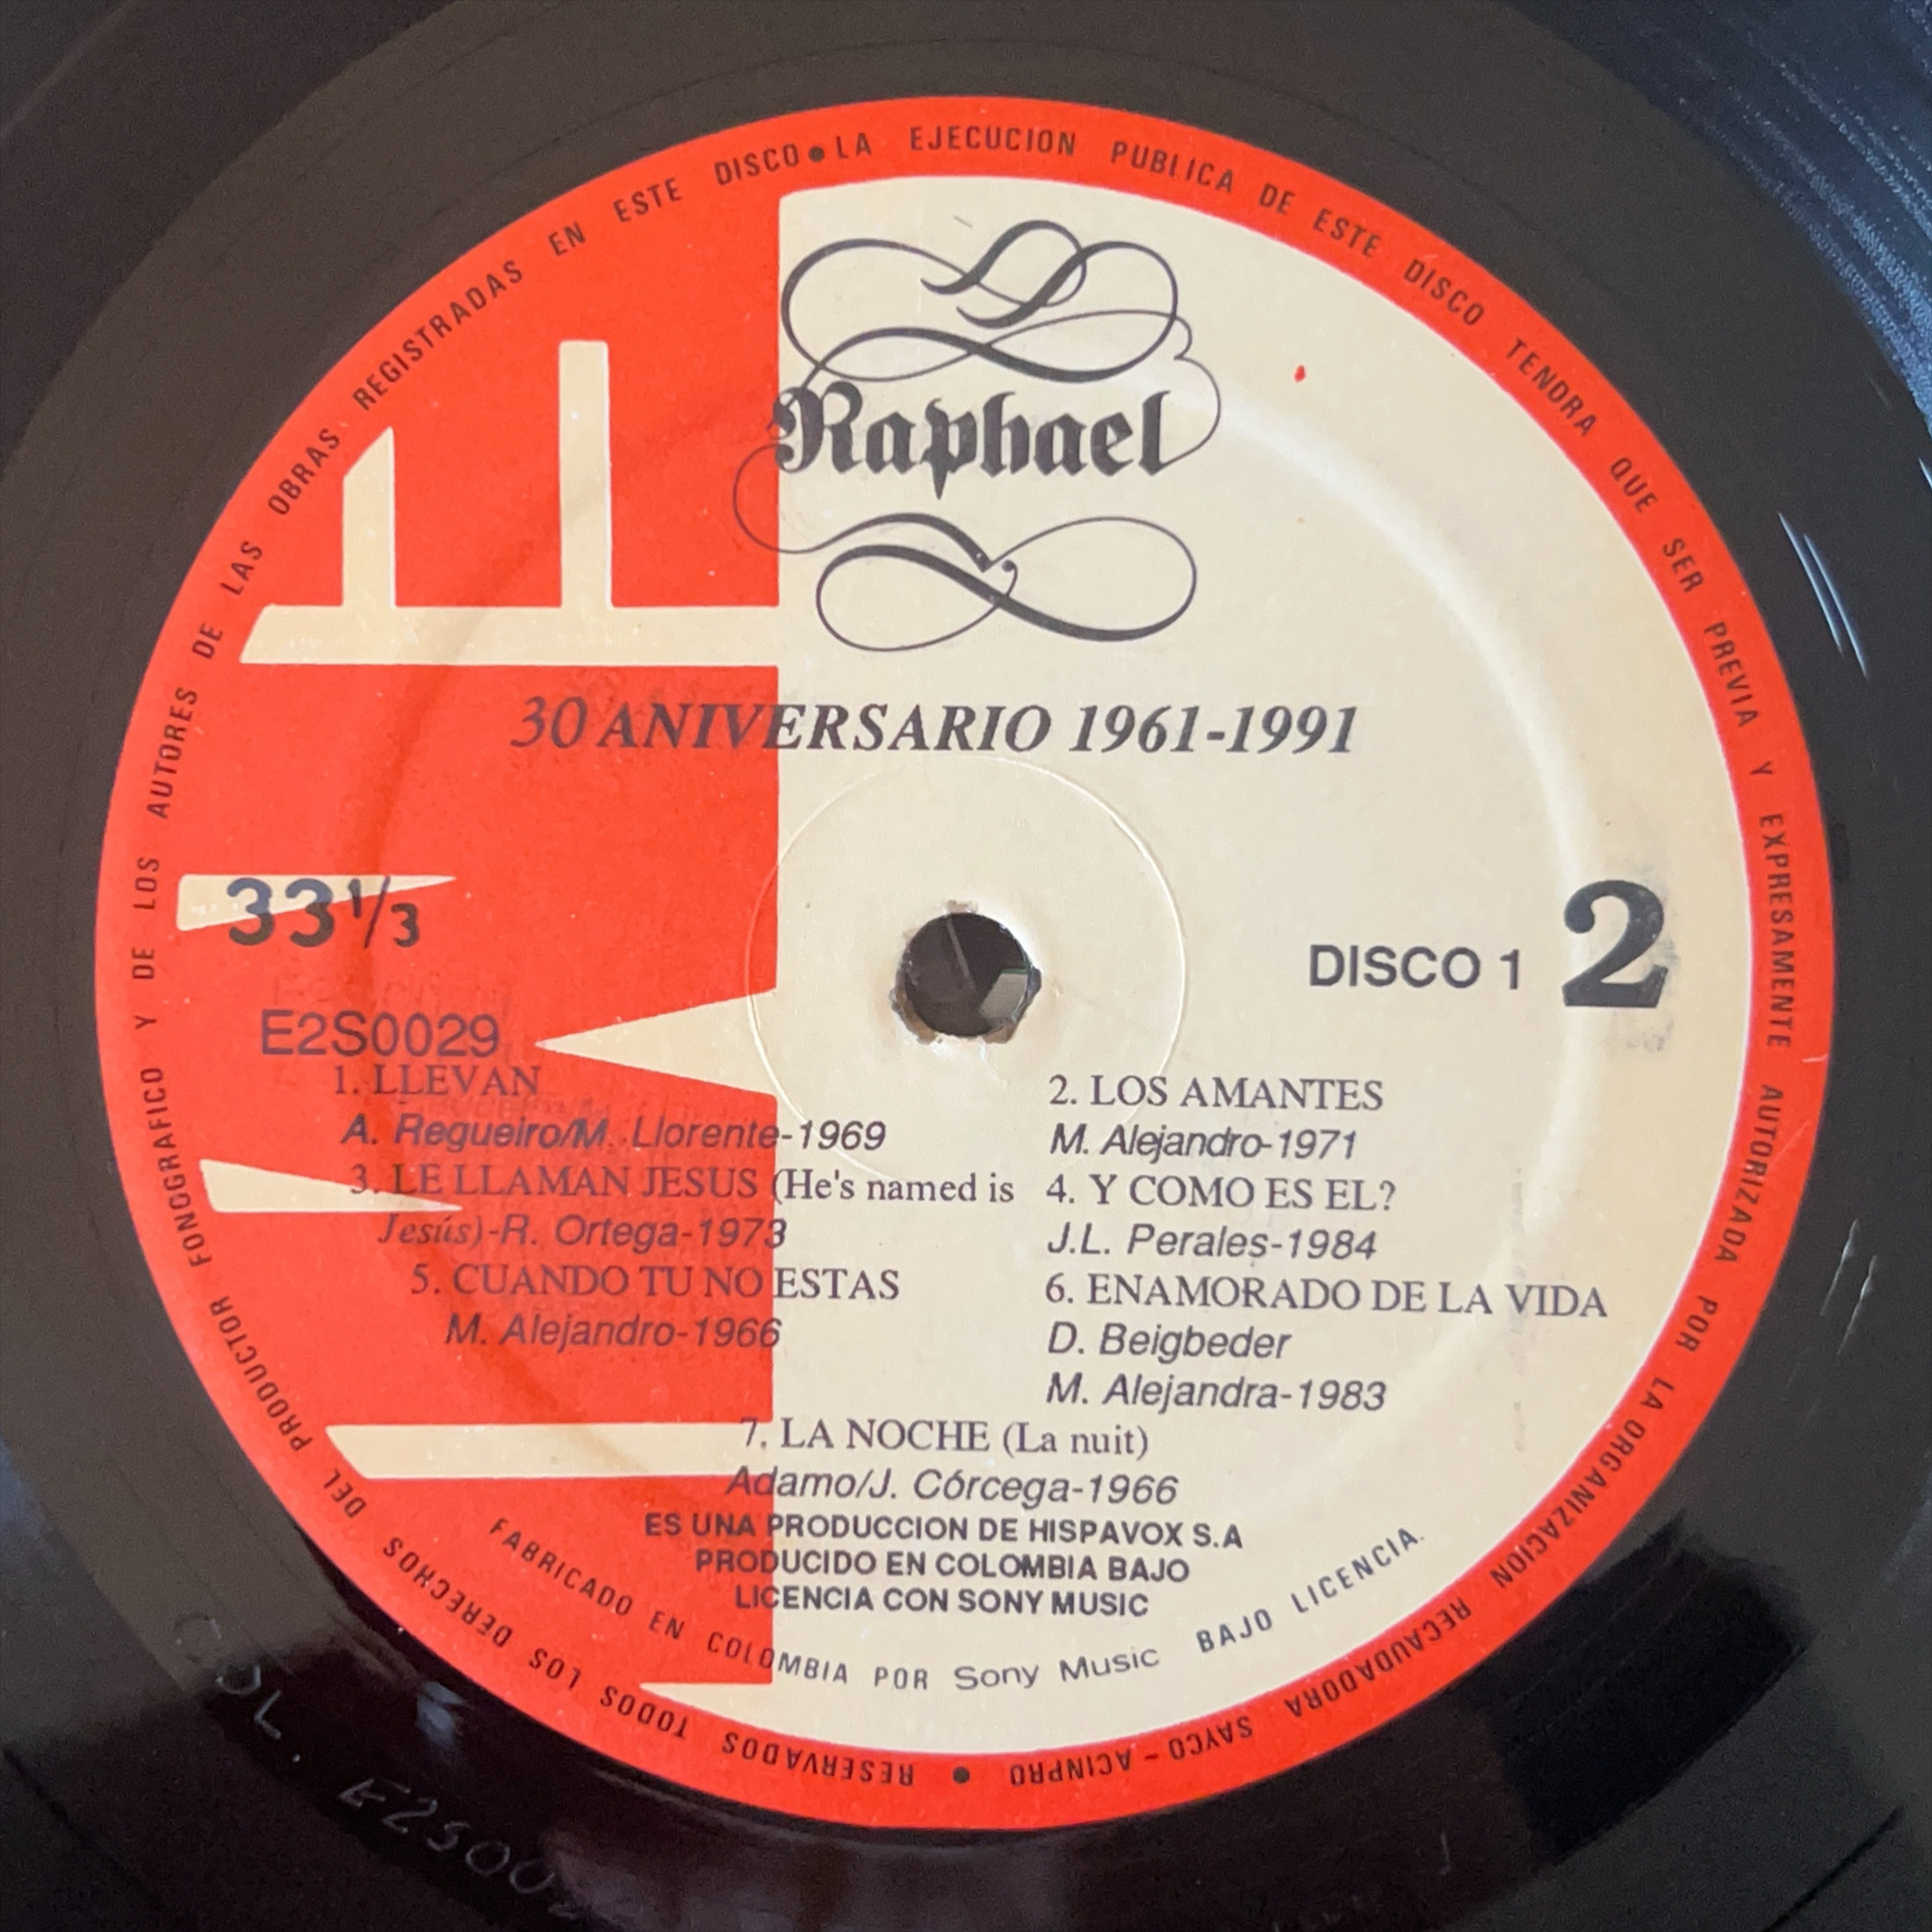 LA EJECUCION PUBLICA DE ESTE DISCO TENDRA QUE SER PREVIA Y EXPRESAMENTE AUTORIZADA POR LA ORGANIZACION RECAUDADORA SAYCO-ACINPRO
RESERVADOS TODOS LOS DERECHOS DEL PRODUCTOR FONOGRAFICO Y DE LOS AUTORES DE LAS OBRAS REGISTRADAS EN ESTE DISCO
Raphael
30 ANIVERSARIO 1961-1991
33 1/3
DISCO 1 2
E2S0029
1. LLEVAN
A. Regueiro/M. Llorente-1969
2. LOS AMANTES
M. Alejandro-1971
3. LE LLAMAN JESUS (He's named is
Jesús)-R. Ortega-1973
4. Y COMO ES EL?
J.L. Perales-1984
5. CUANDO TU NO ESTAS
M. Alejandro-1966
6. ENAMORADO DE LA VIDA
D. Beigbeder
M. Alejandra-1983
7. LA NOCHE (La nuit)
Adamo/J. Córcega-1966
ES UNA PRODUCCION DE HISPAVOX S.A
PRODUCIDO EN COLOMBIA BAJO
LICENCIA CON SONY MUSIC
FABRICADO EN COLOMBIA POR Sony Music BAJO LICENCIA.